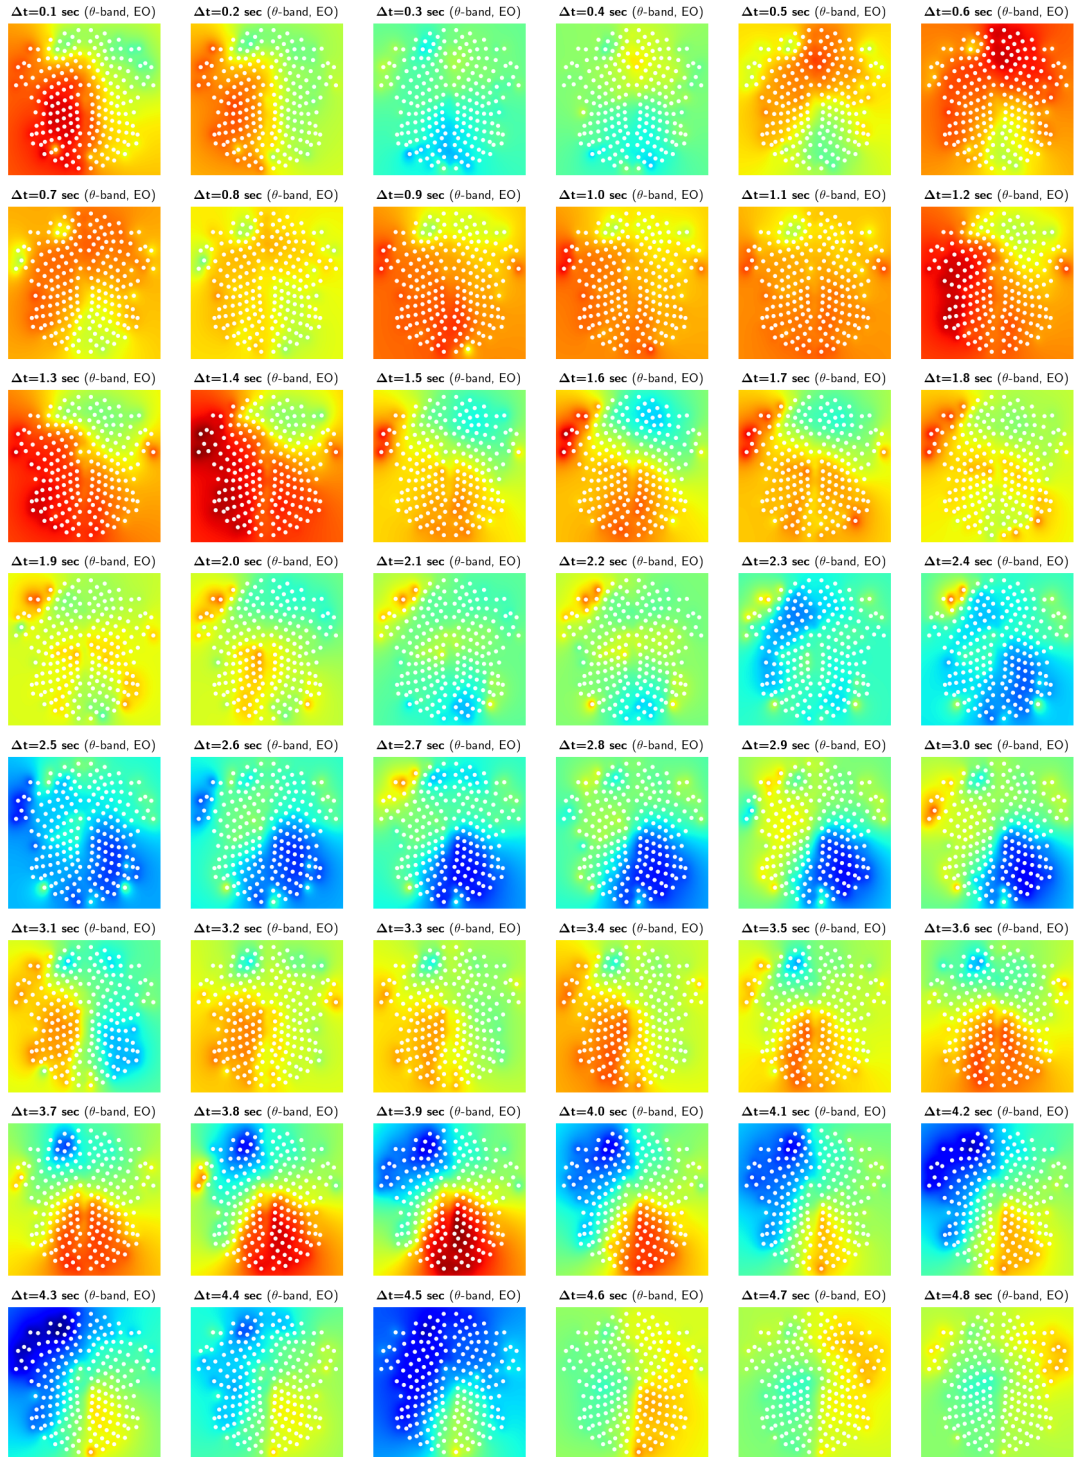 Δt=0.1 sec (θ-band, EO) Δt=0.2 sec (θ-band, EO) Δt=0.3 sec (θ-band, EO) Δt=0.4 sec (θ-band, EO) Δt=0.5 sec (θ-band, EO) Δt=0.6 sec (θ-band, EO)
Δt=0.7 sec (θ-band, EO) Δt=0.8 sec (θ-band, EO) Δt=0.9 sec (θ-band, EO) Δt=1.0 sec (θ-band, EO) Δt=1.1 sec (θ-band, EO) Δt=1.2 sec (θ-band, EO)
Δt=1.3 sec (θ-band, EO) Δt=1.4 sec (θ-band, EO) Δt=1.5 sec (θ-band, EO) Δt=1.6 sec (θ-band, EO) Δt=1.7 sec (θ-band, EO) Δt=1.8 sec (θ-band, EO)
Δt=1.9 sec (θ-band, EO) Δt=2.0 sec (θ-band, EO) Δt=2.1 sec (θ-band, EO) Δt=2.2 sec (θ-band, EO) Δt=2.3 sec (θ-band, EO) Δt=2.4 sec (θ-band, EO)
Δt=2.5 sec (θ-band, EO) Δt=2.6 sec (θ-band, EO) Δt=2.7 sec (θ-band, EO) Δt=2.8 sec (θ-band, EO) Δt=2.9 sec (θ-band, EO) Δt=3.0 sec (θ-band, EO)
Δt=3.1 sec (θ-band, EO) Δt=3.2 sec (θ-band, EO) Δt=3.3 sec (θ-band, EO) Δt=3.4 sec (θ-band, EO) Δt=3.5 sec (θ-band, EO) Δt=3.6 sec (θ-band, EO)
Δt=3.7 sec (θ-band, EO) Δt=3.8 sec (θ-band, EO) Δt=3.9 sec (θ-band, EO) Δt=4.0 sec (θ-band, EO) Δt=4.1 sec (θ-band, EO) Δt=4.2 sec (θ-band, EO)
Δt=4.3 sec (θ-band, EO) Δt=4.4 sec (θ-band, EO) Δt=4.5 sec (θ-band, EO) Δt=4.6 sec (θ-band, EO) Δt=4.7 sec (θ-band, EO) Δt=4.8 sec (θ-band, EO)